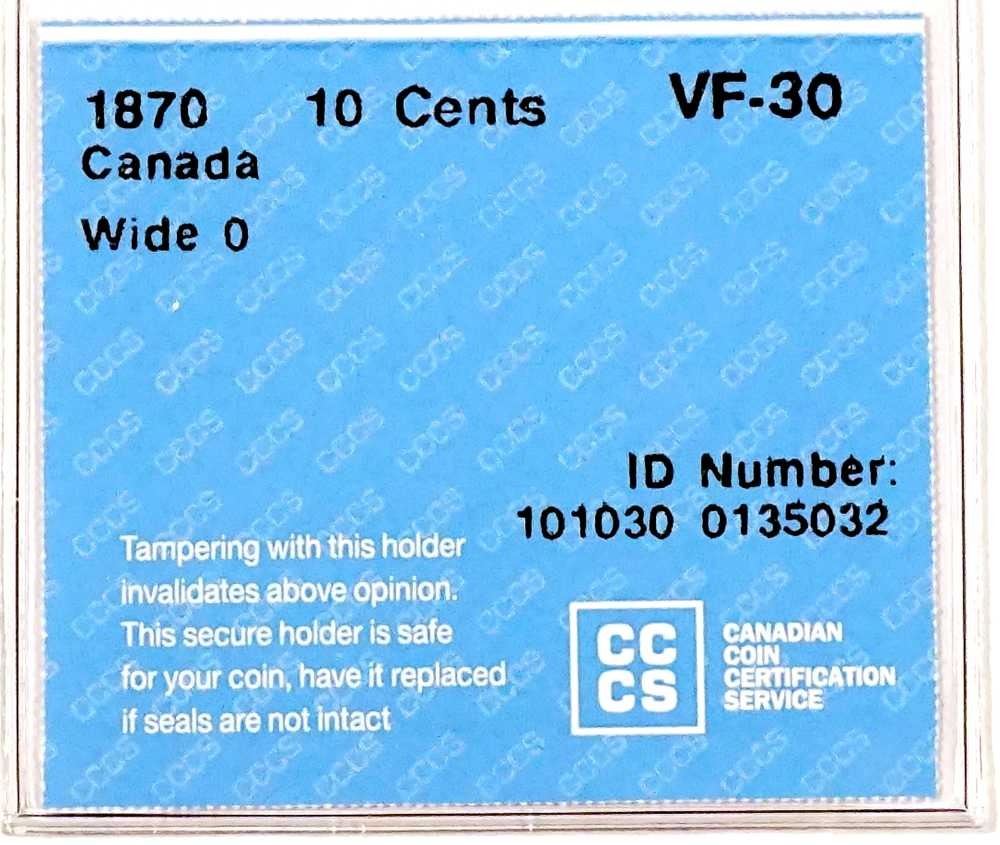 1870 10 Cents VF-30
Canada
Wide 0
ID Number:
101030 0135032
Tampering with this holder
invalidates above opinion.
This secure holder is safe
for your coin, have it replaced
if seals are not intact
CC
CS
CANADIAN
COIN
CERTIFICATION
SERVICE